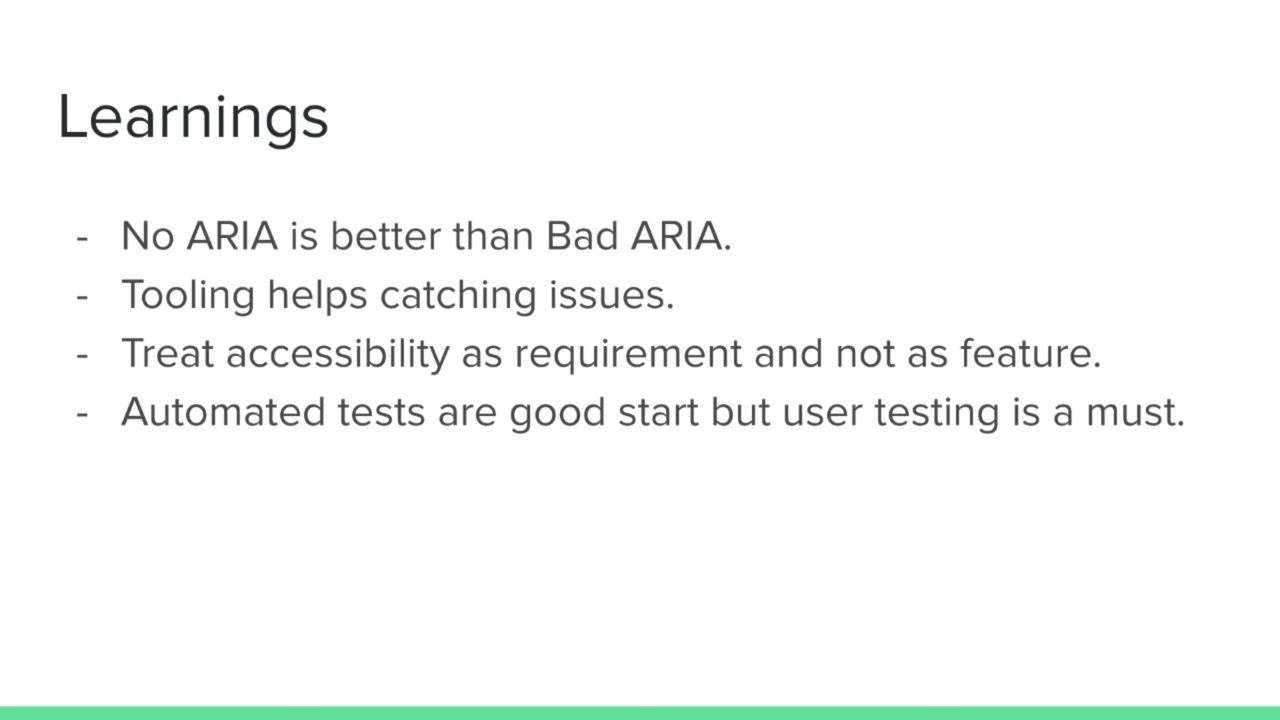 Learnings
- No ARIA is better than Bad ARIA.
- Tooling helps catching issues.
- Treat accessibility as requirement and not as feature.
- Automated tests are good start but user testing is a must.